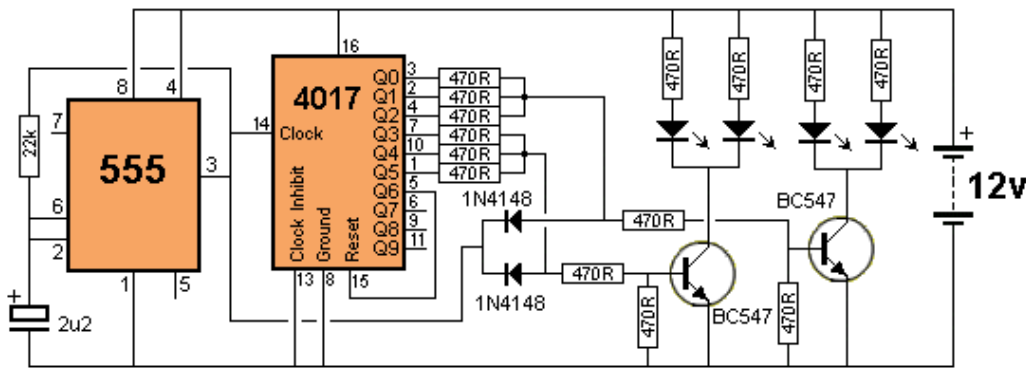 16
8
4
3
Q0
470R
4017
2
Q1
470R
4
Q2
470R
7
Q3
470R
10
Q4
470R
1
Q5
470R
5
Q6
6
Q7
9
Q8
11
Q9
14
Clock
Clock Inhibit
Ground
Reset
13
8
15
7
22k
555
3
6
2
1
5
+
2u2
1N4148
1N4148
470R
470R
470R
470R
BC547
BC547
470R
470R
470R
470R
+
12v